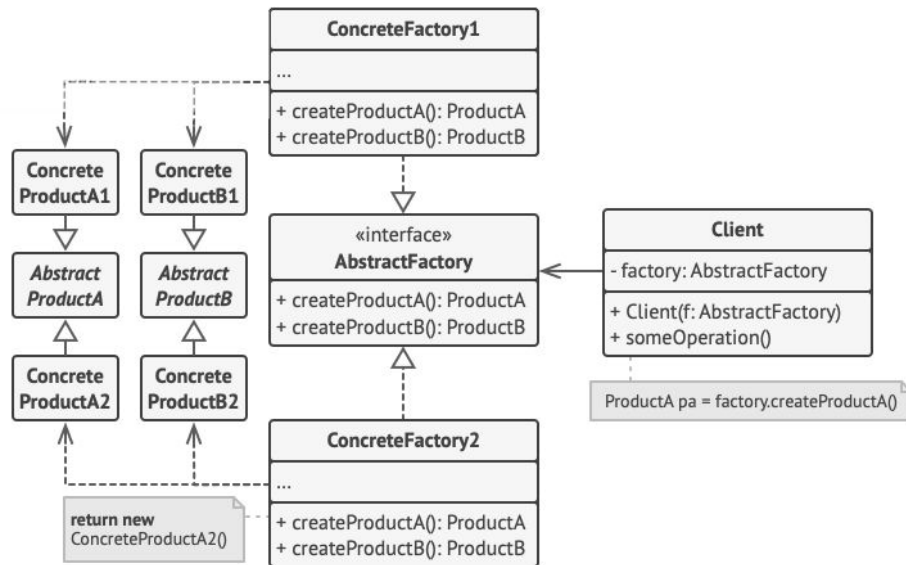 ConcreteFactory1
...
+ createProductA(): ProductA
+ createProductB(): ProductB
Concrete
ProductA1
Concrete
ProductB1
Abstract
ProductA
Abstract
ProductB
Concrete
ProductA2
Concrete
ProductB2
«interface»
AbstractFactory
+ createProductA(): ProductA
+ createProductB(): ProductB
Client
- factory: AbstractFactory
+ Client(f: AbstractFactory)
+ someOperation()
ProductA pa = factory.createProductA()
ConcreteFactory2
...
+ createProductA(): ProductA
+ createProductB(): ProductB
return new
ConcreteProductA2()